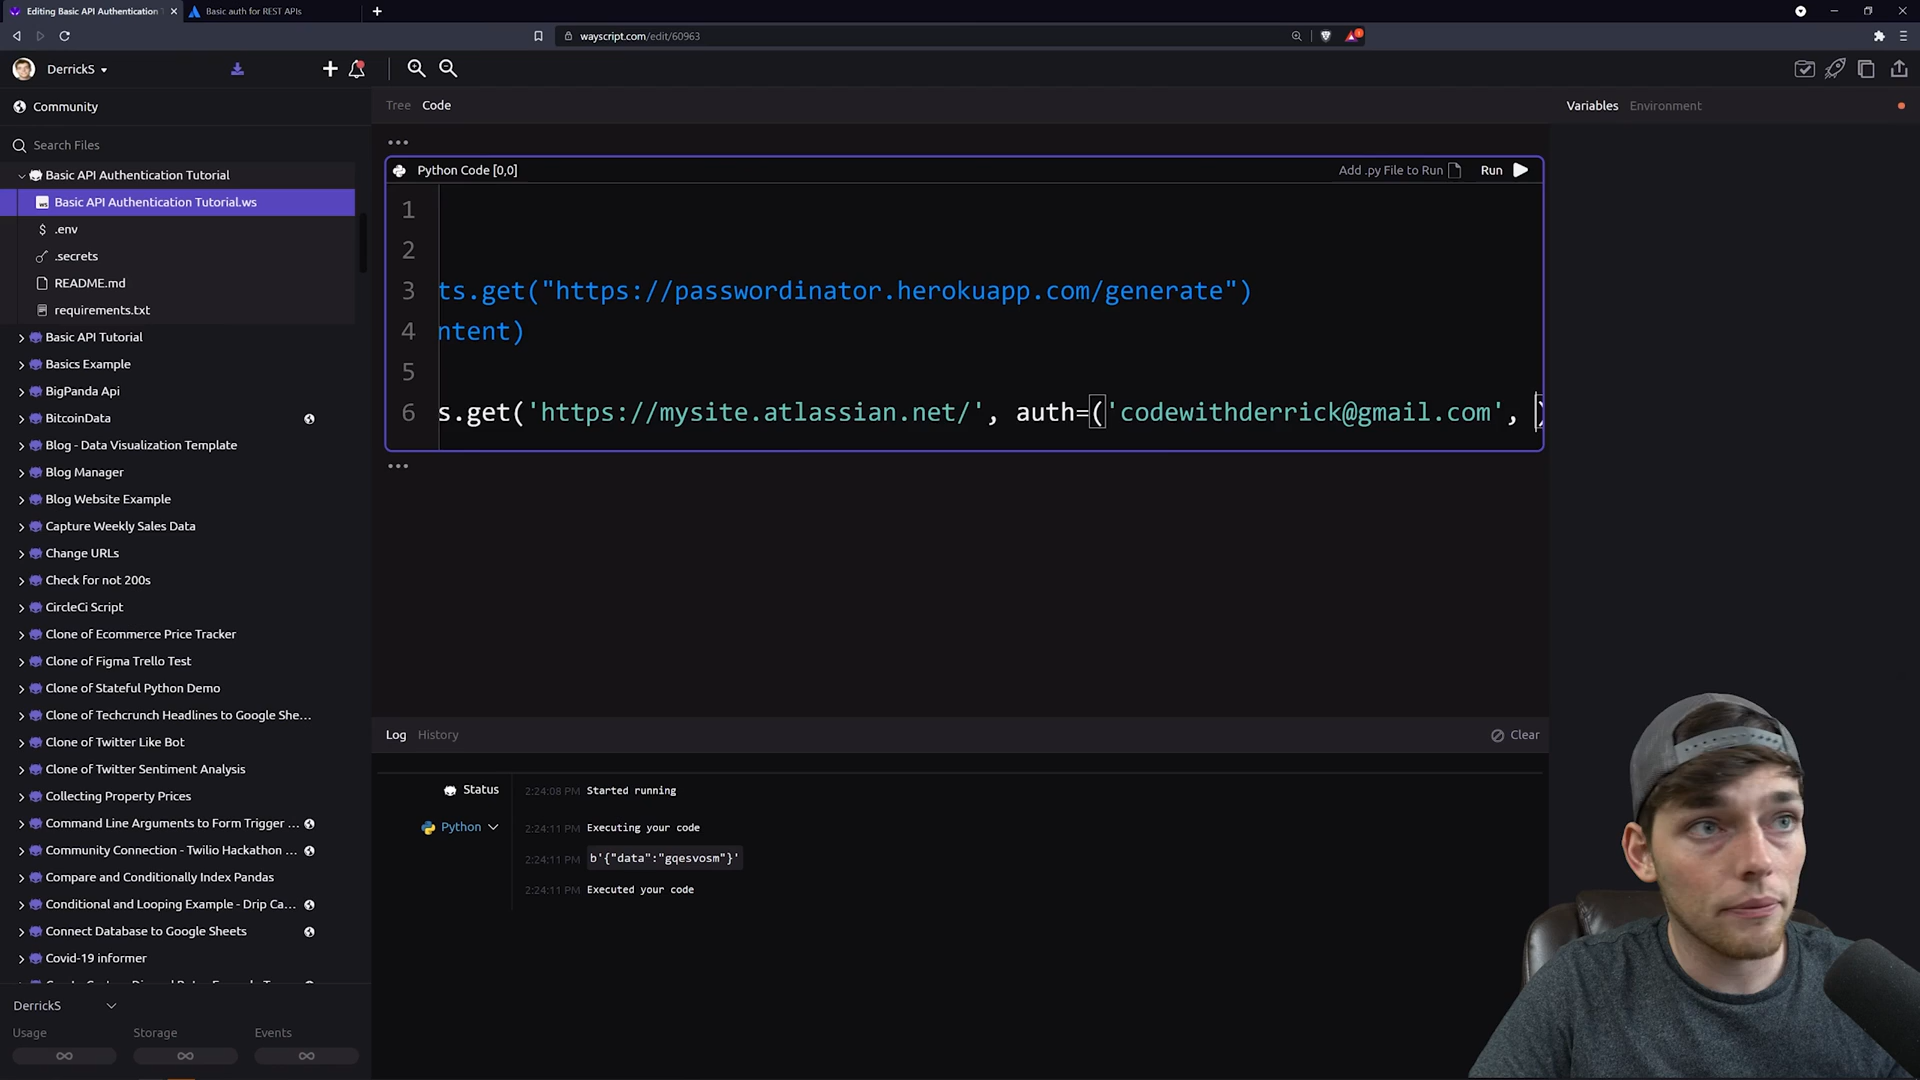 Editing Basic API Authentication
Basic auth for REST APIs
wayscript.com/edit/60963
DerrickS
Community
Search Files
Basic API Authentication Tutorial
Basic API Authentication Tutorial.ws
.env
.secrets
README.md
requirements.txt
Basic API Tutorial
Basics Example
BigPanda Api
BitcoinData
Blog - Data Visualization Template
Blog Manager
Blog Website Example
Capture Weekly Sales Data
Change URLs
Check for not 200s
CircleCi Script
Clone of Ecommerce Price Tracker
Clone of Figma Trello Test
Clone of Stateful Python Demo
Clone of Techcrunch Headlines to Google She...
Clone of Twitter Like Bot
Clone of Twitter Sentiment Analysis
Collecting Property Prices
Command Line Arguments to Form Trigger ...
Community Connection - Twilio Hackathon ...
Compare and Conditionally Index Pandas
Conditional and Looping Example - Drip Ca...
Connect Database to Google Sheets
Covid-19 informer
DerrickS
Usage Storage Events
Tree Code
Python Code [0,0]
Add .py File to Run
Run
1
2
3 ts.get("https://passwordinator.herokuapp.com/generate")
4 ntent)
5
6 s.get('https://mysite.atlassian.net/', auth=('codewithderrick@gmail.com', )
Log History
Clear
Status 2:24:08 PM Started running
Python 2:24:11 PM Executing your code
2:24:11 PM b'{"data":"gqesvosm"}'
2:24:11 PM Executed your code
Variables Environment